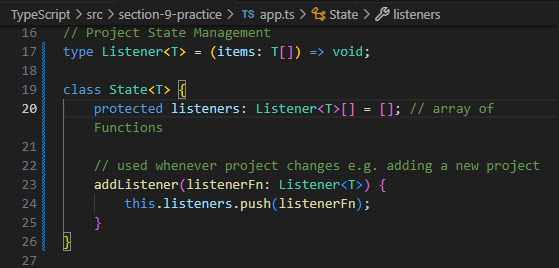 TypeScript > src > section-9-practice > TS app.ts > State > listeners
16 // Project State Management
17 type Listener<T> = (items: T[]) => void;
18
19 class State<T> {
20 protected listeners: Listener<T>[] = []; // array of
Functions
21
22 // used whenever project changes e.g. adding a new project
23 addListener(listenerFn: Listener<T>) {
24 this.listeners.push(listenerFn);
25 }
26 }
27